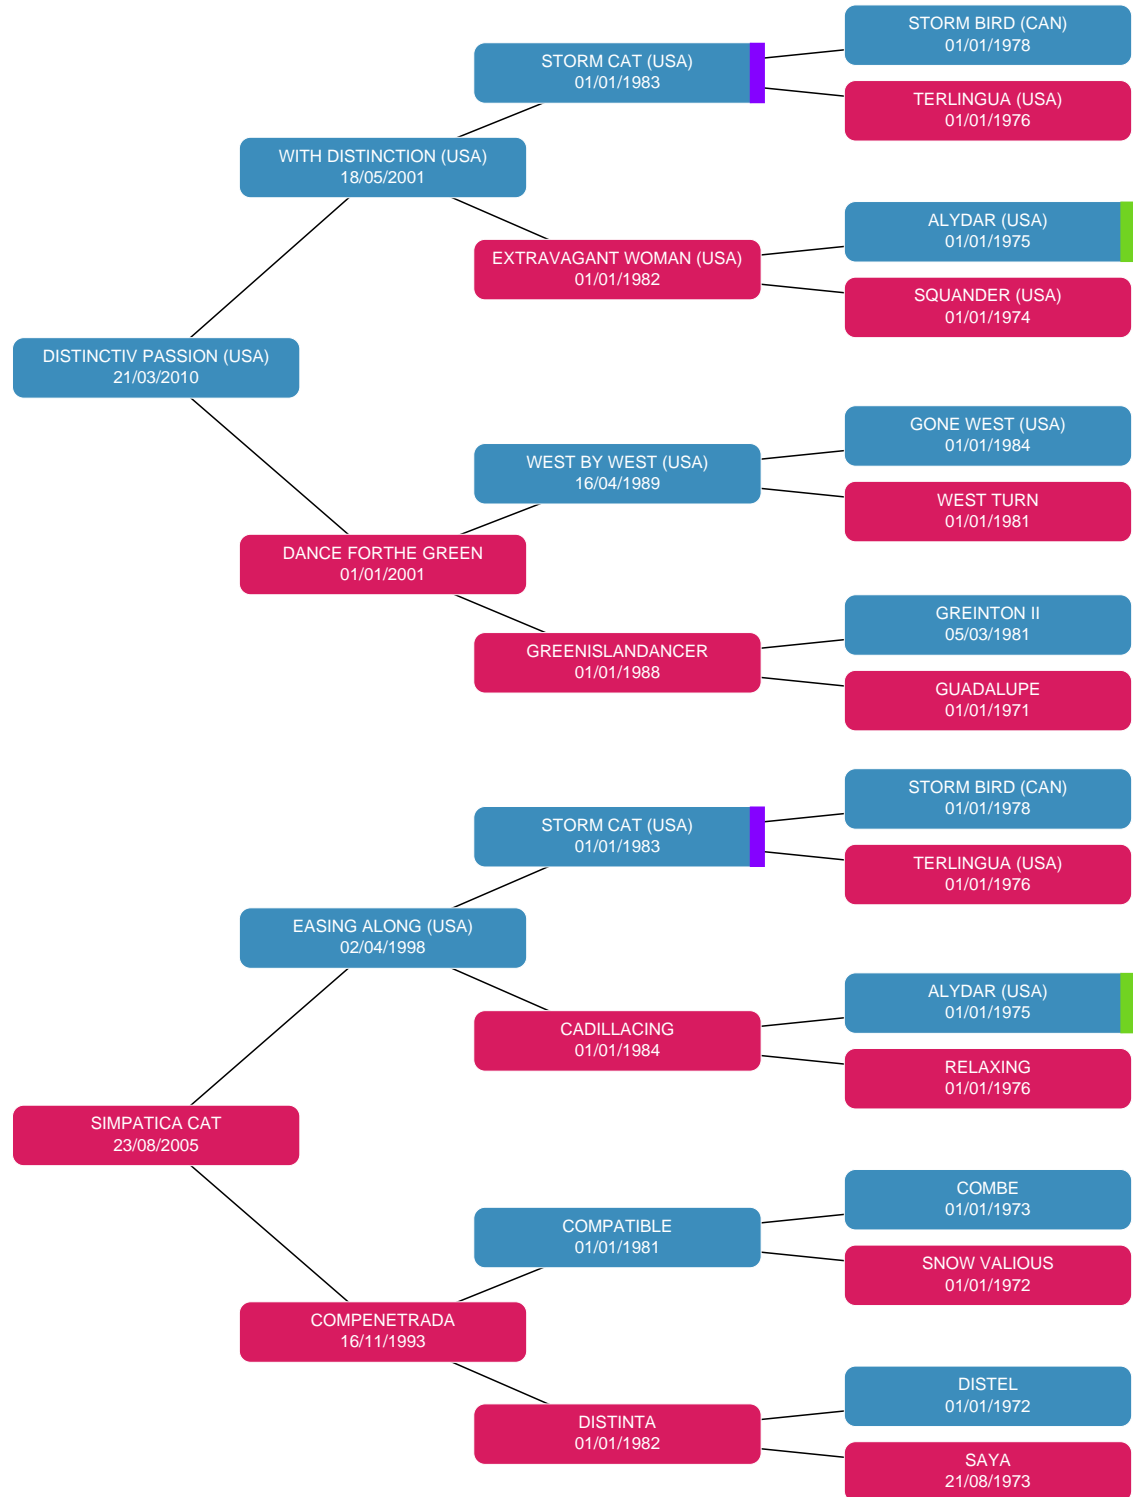 STORM BIRD (CAN)
01/01/1978
STORM CAT (USA)
01/01/1983
TERLINGUA (USA)
01/01/1976
WITH DISTINCTION (USA)
18/05/2001
ALYDAR (USA)
01/01/1975
EXTRAVAGANT WOMAN (USA)
01/01/1982
SQUANDER (USA)
01/01/1974
DISTINCTIV PASSION (USA)
21/03/2010
GONE WEST (USA)
01/01/1984
WEST BY WEST (USA)
16/04/1989
WEST TURN
01/01/1981
DANCE FORTHE GREEN
01/01/2001
GREINTON II
05/03/1981
GREENISLANDANCER
01/01/1988
GUADALUPE
01/01/1971
STORM BIRD (CAN)
01/01/1978
STORM CAT (USA)
01/01/1983
TERLINGUA (USA)
01/01/1976
EASING ALONG (USA)
02/04/1998
ALYDAR (USA)
01/01/1975
CADILLACING
01/01/1984
RELAXING
01/01/1976
SIMPATICA CAT
23/08/2005
COMBE
01/01/1973
COMPATIBLE
01/01/1981
SNOW VALIOUS
01/01/1972
COMPENETRADA
16/11/1993
DISTEL
01/01/1972
DISTINTA
01/01/1982
SAYA
21/08/1973